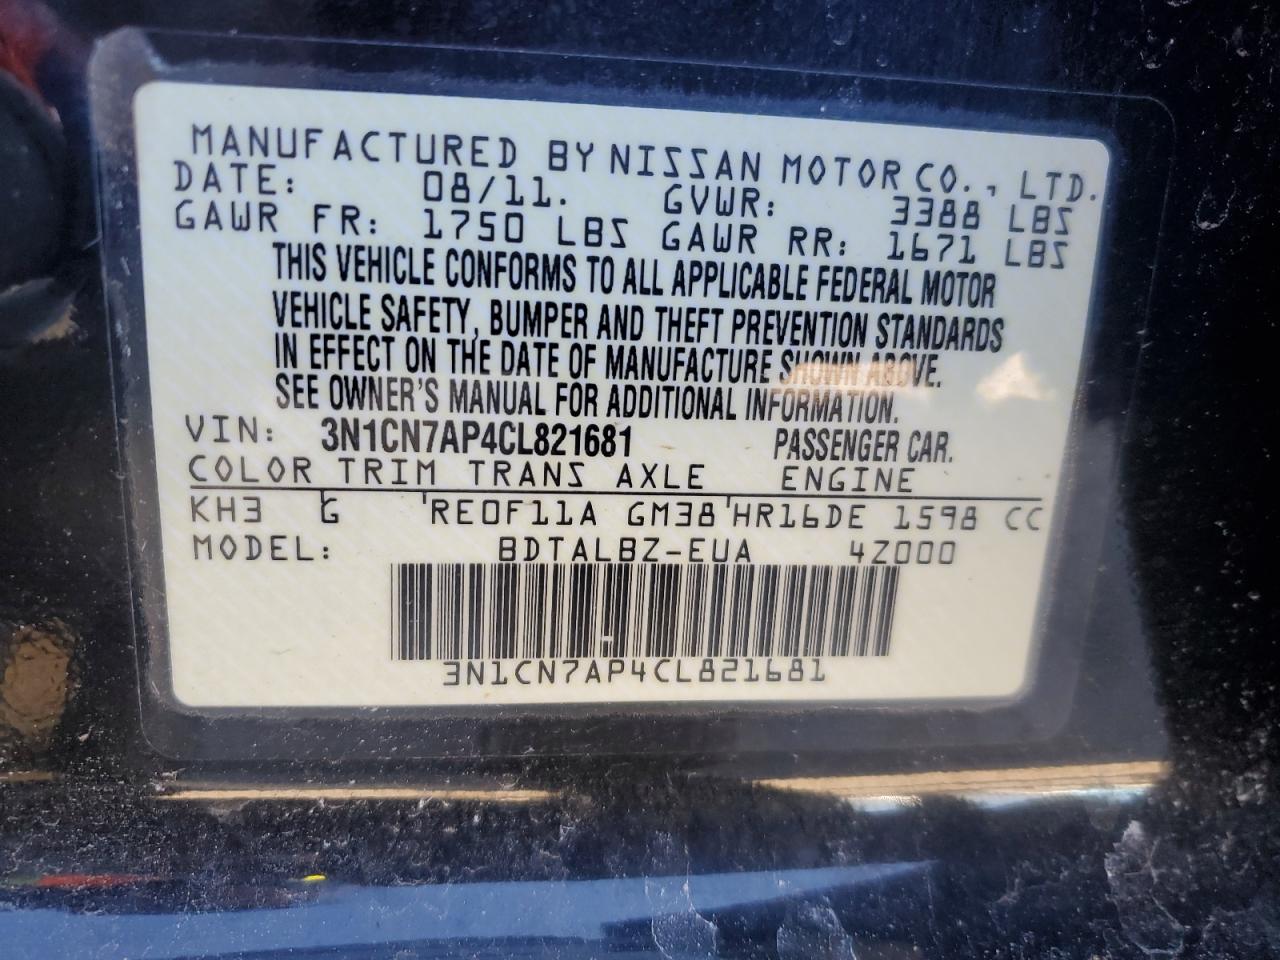 MANUFACTURED BY NISSAN MOTOR CO., LTD.
DATE: 08/11. GVWR: 3388 LBS
GAWR FR: 1750 LBS GAWR RR: 1671 LBS
THIS VEHICLE CONFORMS TO ALL APPLICABLE FEDERAL MOTOR
VEHICLE SAFETY, BUMPER AND THEFT PREVENTION STANDARDS
IN EFFECT ON THE DATE OF MANUFACTURE SHOWN ABOVE.
SEE OWNER'S MANUAL FOR ADDITIONAL INFORMATION.
VIN: 3N1CN7AP4CL821681 PASSENGER CAR.
COLOR TRIM TRANS AXLE ENGINE
KH3 G RE0F11A GM38 HR16DE 1598 CC
MODEL: BDTALBZ-EUA 4Z000
3N1CN7AP4CL821681